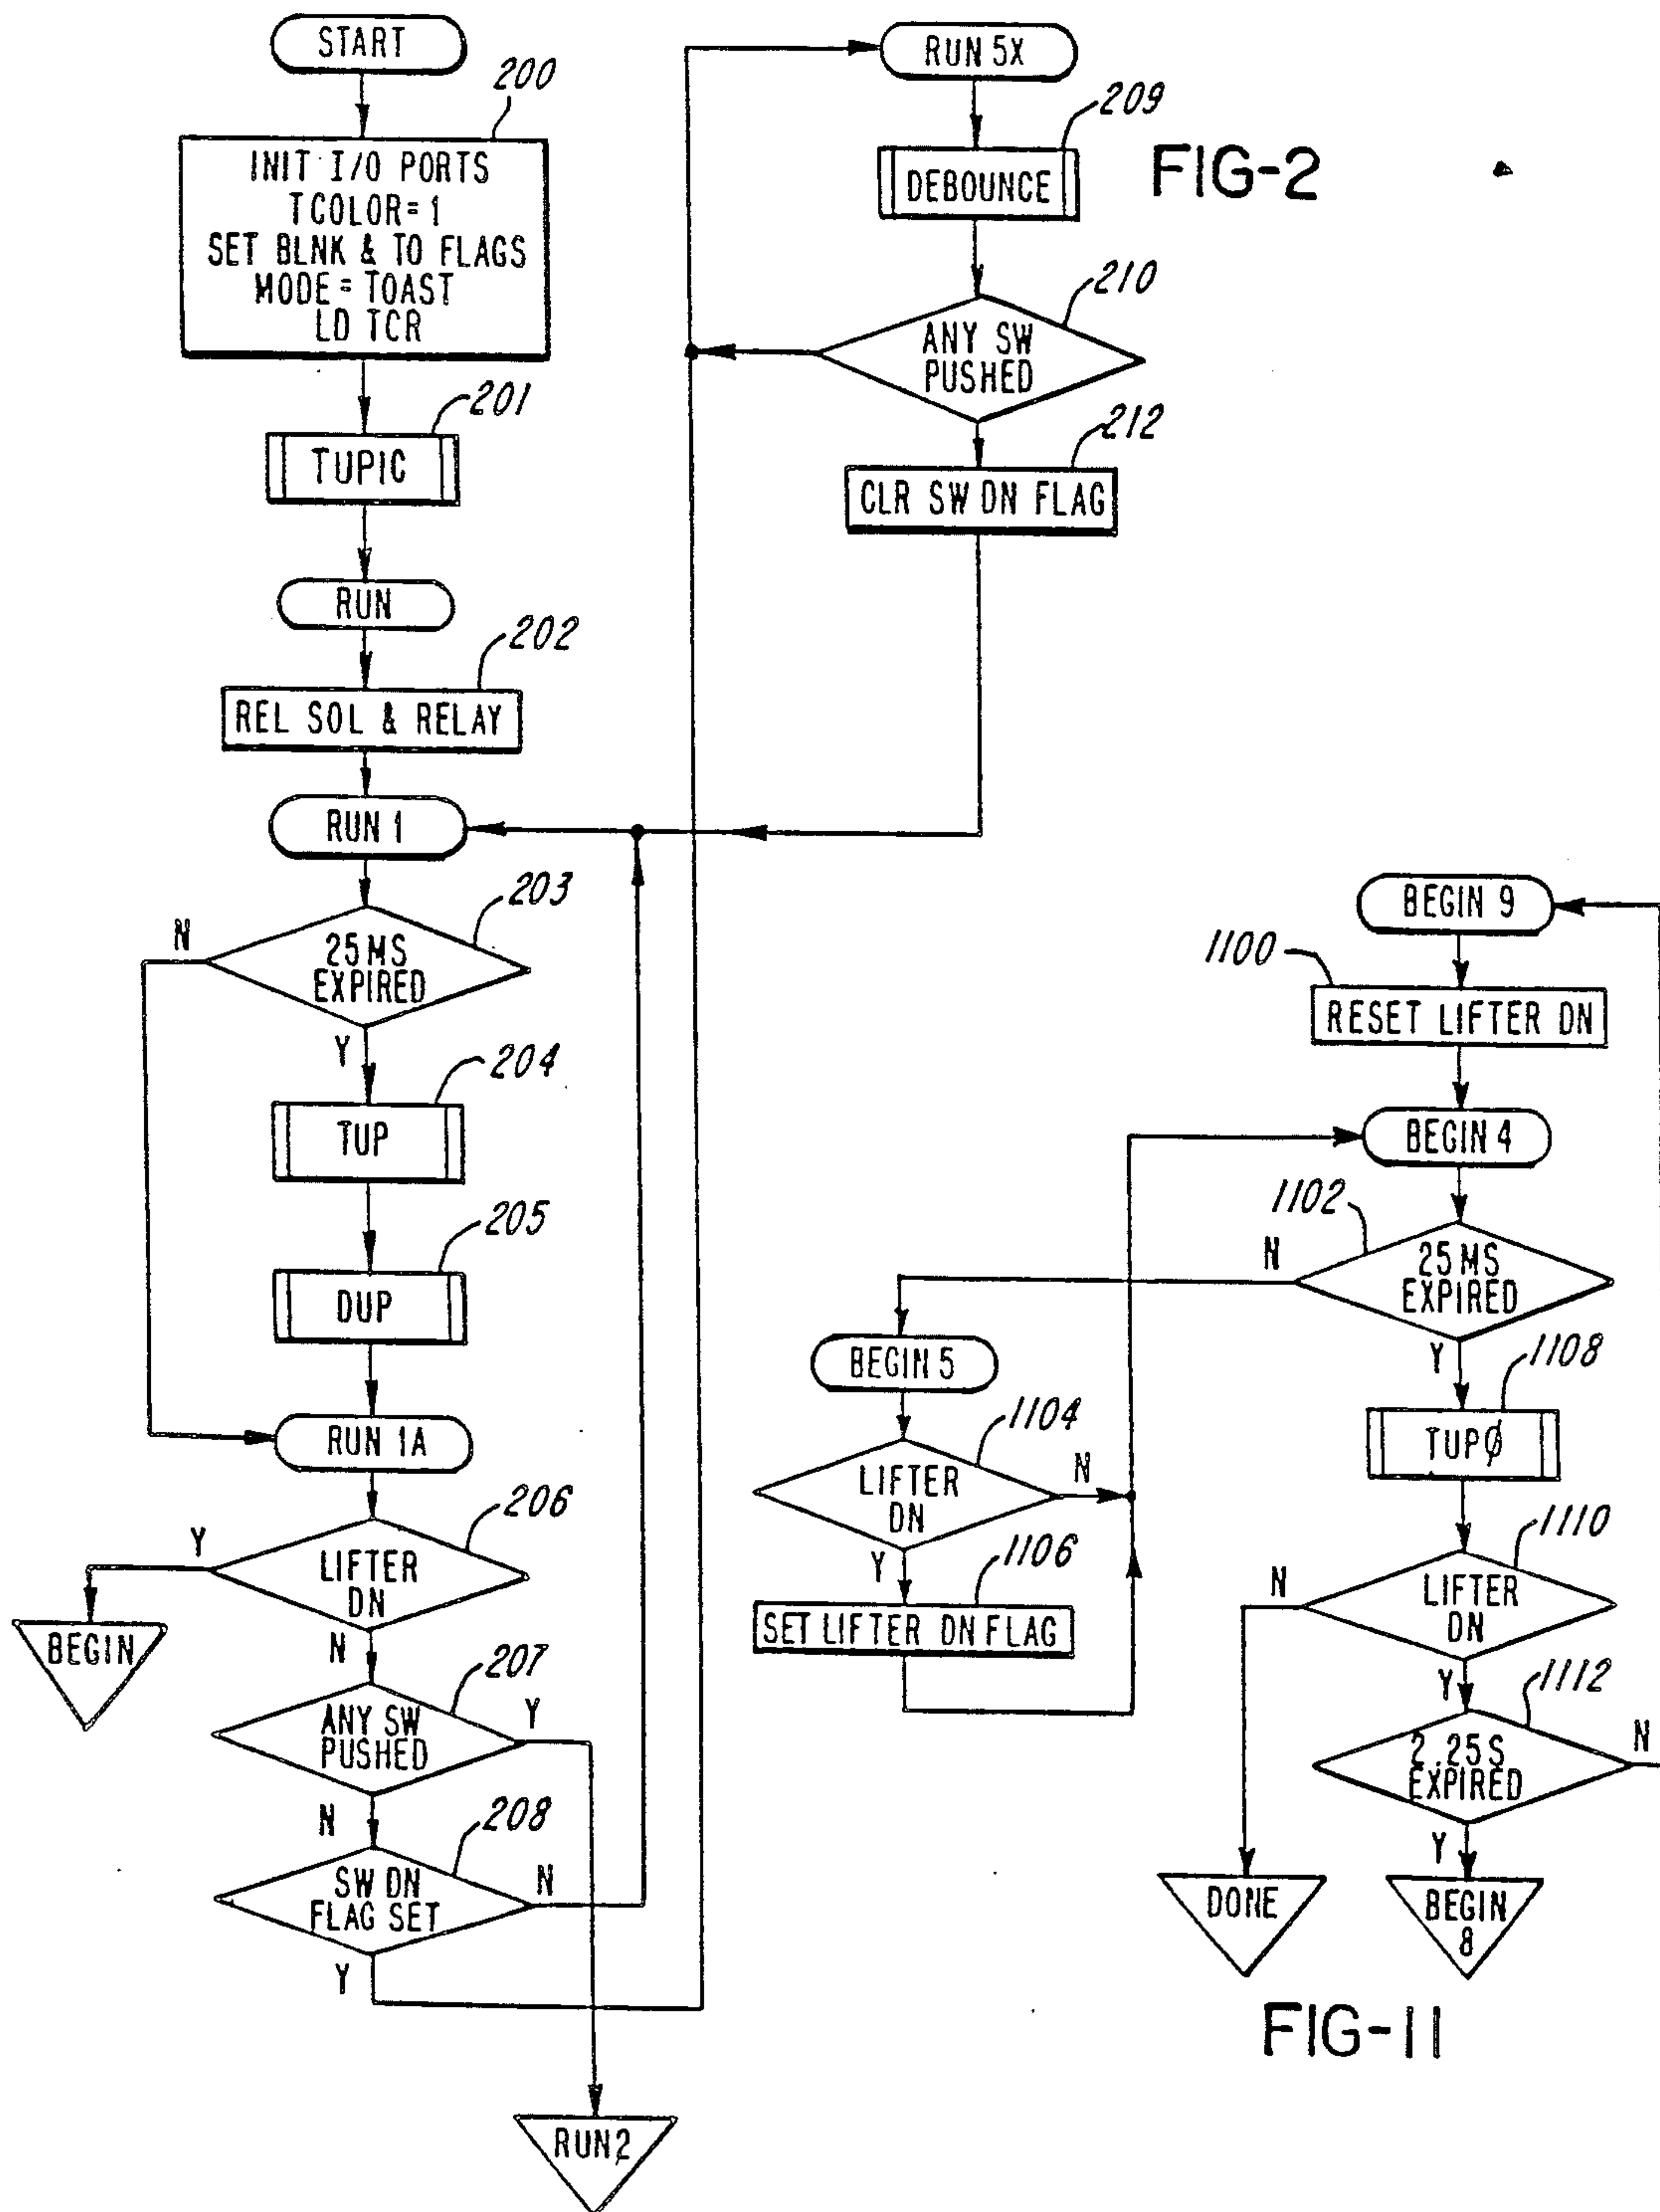 START
200
INIT I/O PORTS
TCOLOR=1
SET BLNK & TO FLAGS
MODE=TOAST
LD TCR
201
TUPIC
RUN
202
REL SOL & RELAY
RUN 1
203
25MS
EXPIRED
N
Y
204
TUP
205
DUP
RUN 1A
206
LIFTER
DN
Y
BEGIN
N
207
ANY SW
PUSHED
Y
N
208
SW DN
FLAG SET
N
Y
RUN2
RUN 5X
209
DEBOUNCE
FIG-2
210
ANY SW
PUSHED
212
CLR SW DN FLAG
BEGIN 9
1100
RESET LIFTER DN
BEGIN 4
1102
25MS
EXPIRED
N
Y
BEGIN 5
1104
LIFTER
DN
N
Y
1106
SET LIFTER DN FLAG
1108
TUPØ
1110
LIFTER
DN
N
Y
1112
2.25S
EXPIRED
N
Y
DONE
BEGIN
8
FIG-11